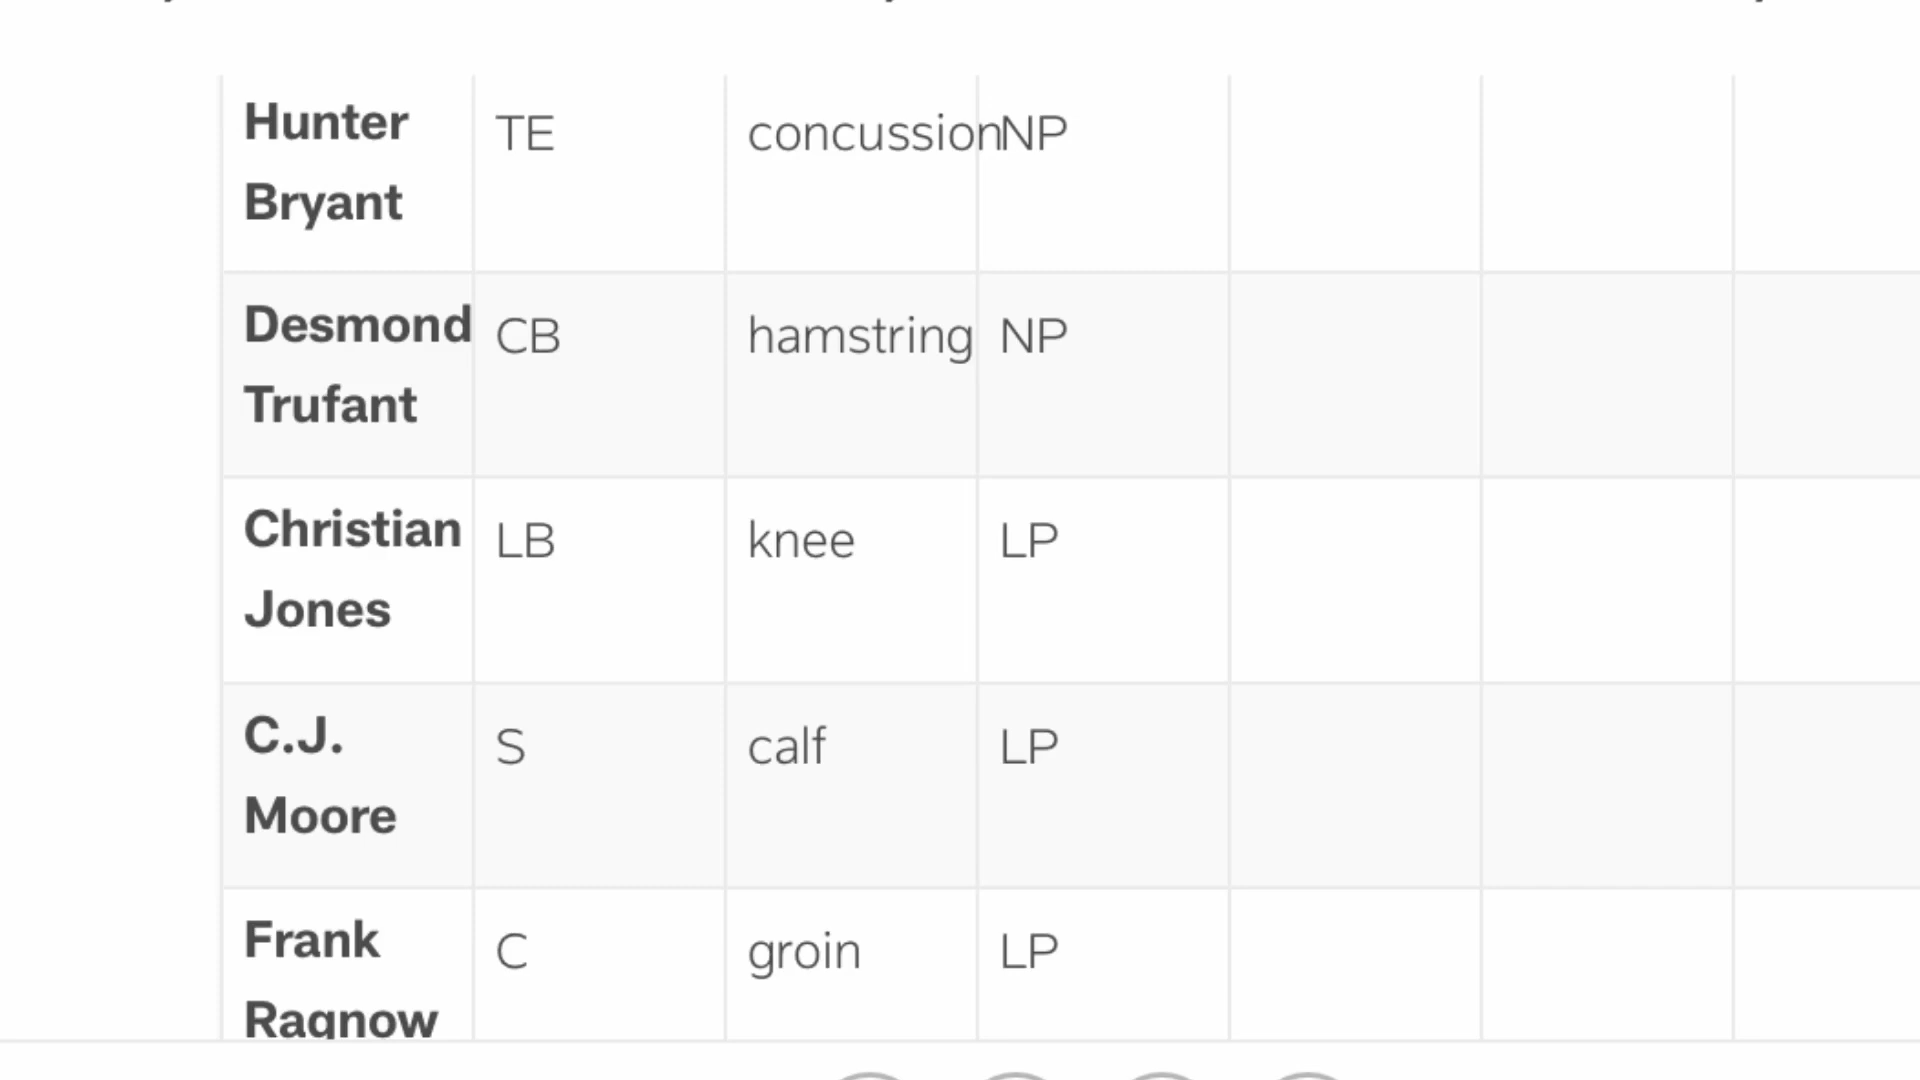 Hunter Bryant TE concussion NP
Desmond Trufant CB hamstring NP
Christian Jones LB knee LP
C.J. Moore S calf LP
Frank Ragnow C groin LP